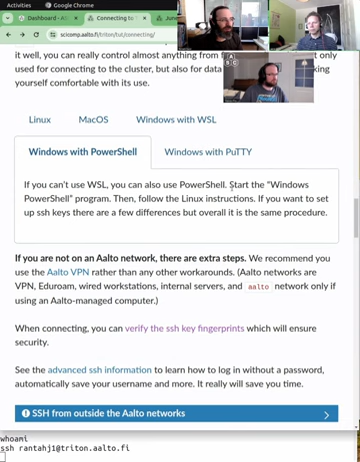 Activities
Google Chrome
Dashboard - Aalto
Connecting to T
June
scicomp.aalto.fi/triton/tut/connecting/
it well, you can really control almost anything from
only
used for connecting to the cluster, but also for data
king
yourself comfortable with its use.
Linux MacOS Windows with WSL
Windows with PowerShell Windows with PuTTY
If you can't use WSL, you can also use PowerShell. Start the "Windows
PowerShell" program. Then, follow the Linux instructions. If you want to set
up ssh keys there are a few differences but overall it is the same procedure.
If you are not on an Aalto network, there are extra steps. We recommend you
use the Aalto VPN rather than any other workarounds. (Aalto networks are
VPN, Eduroam, wired workstations, internal servers, and aalto network only if
using an Aalto-managed computer.)
When connecting, you can verify the ssh key fingerprints which will ensure
security.
See the advanced ssh information to learn how to log in without a password,
automatically save your username and more. It really will save you time.
SSH from outside the Aalto networks
whoami
ssh rantahj1@triton.aalto.fi